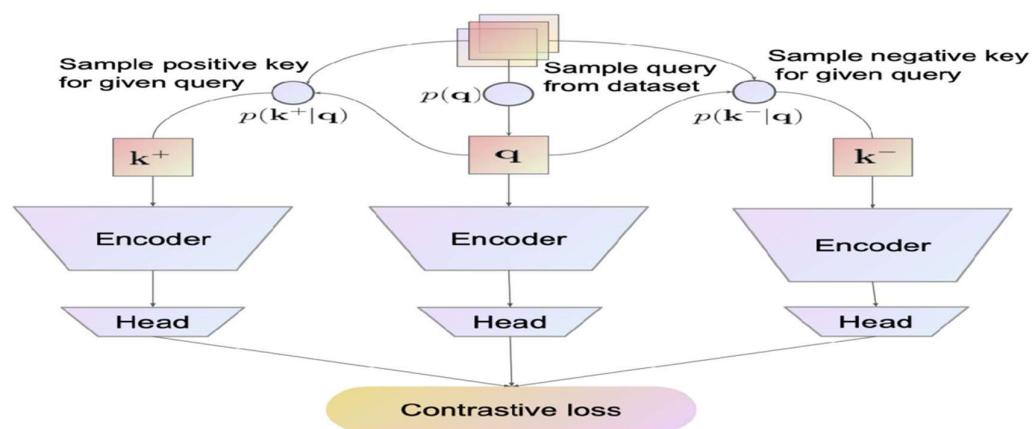 Sample positive key
for given query
p(k⁺|q)
p(q)
Sample query
from dataset
Sample negative key
for given query
p(k⁻|q)
k⁺
q
k⁻
Encoder
Encoder
Encoder
Head
Head
Head
Contrastive loss